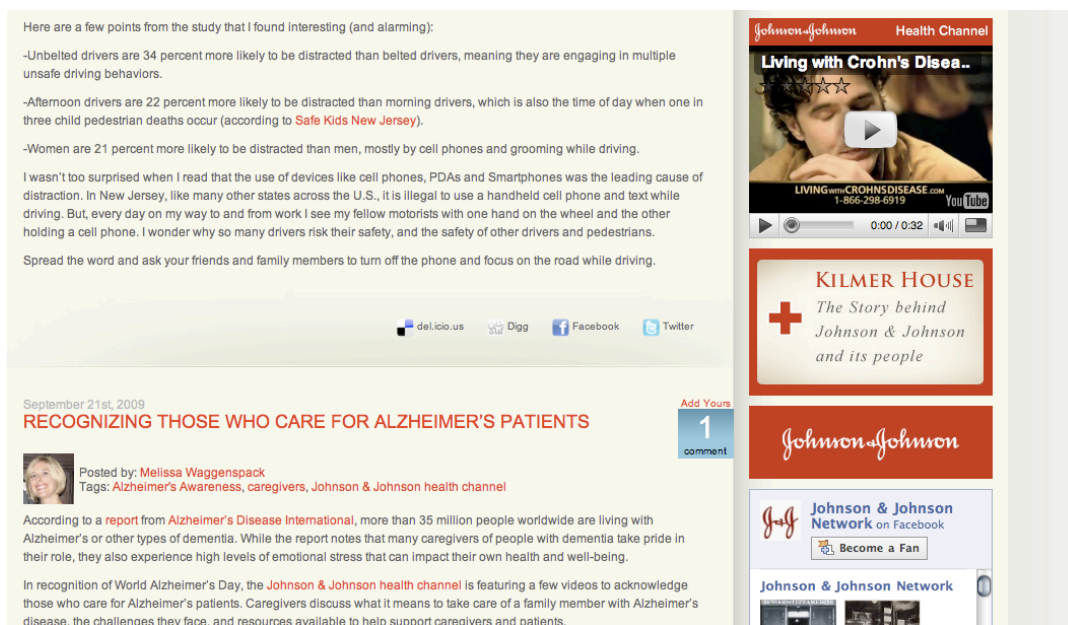 Here are a few points from the study that I found interesting (and alarming):
-Unbelted drivers are 34 percent more likely to be distracted than belted drivers, meaning they are engaging in multiple
unsafe driving behaviors.
-Afternoon drivers are 22 percent more likely to be distracted than morning drivers, which is also the time of day when one in
three child pedestrian deaths occur (according to Safe Kids New Jersey).
-Women are 21 percent more likely to be distracted than men, mostly by cell phones and grooming while driving.
I wasn't too surprised when I read that the use of devices like cell phones, PDAs and Smartphones was the leading cause of
distraction. In New Jersey, like many other states across the U.S., it is illegal to use a handheld cell phone and text while
driving. But, every day on my way to and from work I see my fellow motorists with one hand on the wheel and the other
holding a cell phone. I wonder why so many drivers risk their safety, and the safety of other drivers and pedestrians.
Spread the word and ask your friends and family members to turn off the phone and focus on the road while driving.
del.icio.us Digg Facebook Twitter
September 21st, 2009
RECOGNIZING THOSE WHO CARE FOR ALZHEIMER'S PATIENTS
Add Yours
1
comment
Posted by: Melissa Waggenspack
Tags: Alzheimer's Awareness, caregivers, Johnson & Johnson health channel
According to a report from Alzheimer's Disease International, more than 35 million people worldwide are living with
Alzheimer's or other types of dementia. While the report notes that many caregivers of people with dementia take pride in
their role, they also experience high levels of emotional stress that can impact their own health and well-being.
In recognition of World Alzheimer's Day, the Johnson & Johnson health channel is featuring a few videos to acknowledge
those who care for Alzheimer's patients. Caregivers discuss what it means to take care of a family member with Alzheimer's
disease, the challenges they face, and resources available to help support caregivers and patients.
Johnson & Johnson Health Channel
Living with Crohn's Disea..
LIVINGWITHCROHNSDISEASE.COM
1-866-298-6919
YouTube
0:00 / 0:32
KILMER HOUSE
The Story behind
Johnson & Johnson
and its people
Johnson & Johnson
J&J
Johnson & Johnson
Network on Facebook
Become a Fan
Johnson & Johnson Network